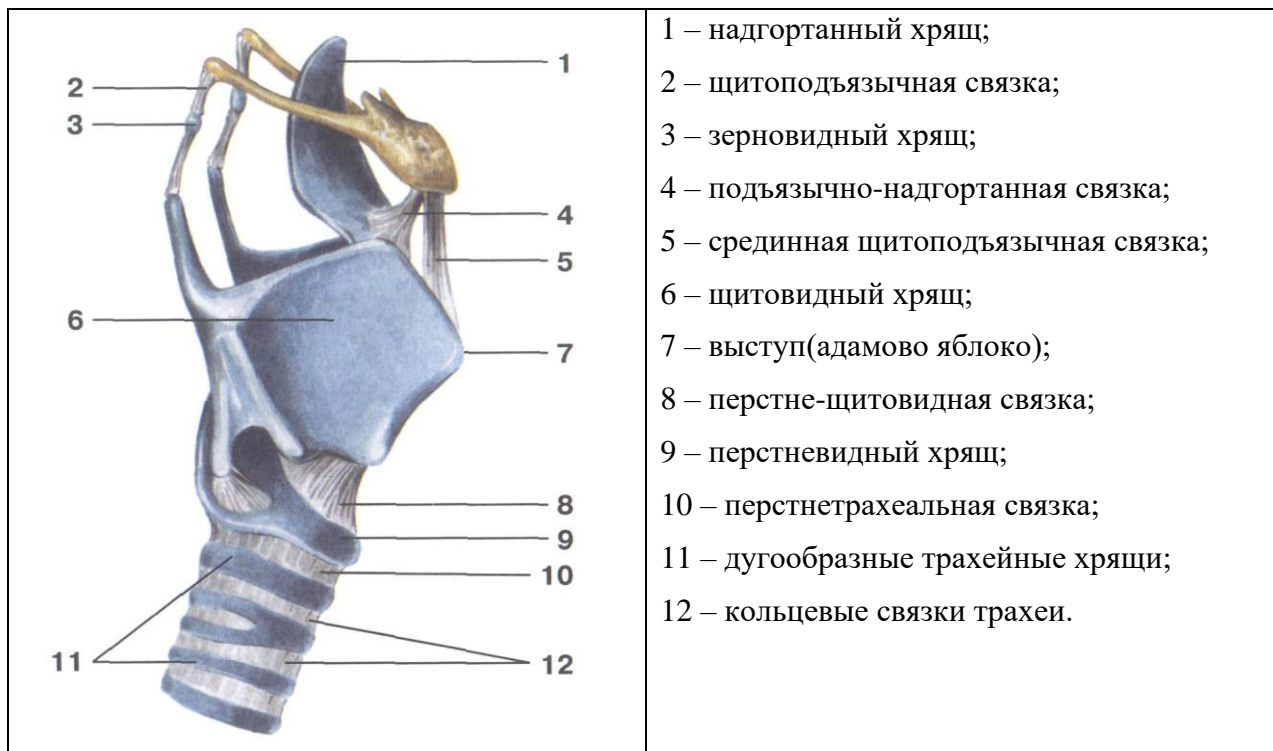 1
2
3
4
5
6
7
8
9
10
11
12
1 – надгортанный хрящ;
2 – щитоподъязычная связка;
3 – зерновидный хрящ;
4 – подъязычно-надгортанная связка;
5 – срединная щитоподъязычная связка;
6 – щитовидный хрящ;
7 – выступ(адамово яблоко);
8 – перстне-щитовидная связка;
9 – перстневидный хрящ;
10 – перстнетрахеальная связка;
11 – дугообразные трахейные хрящи;
12 – кольцевые связки трахеи.